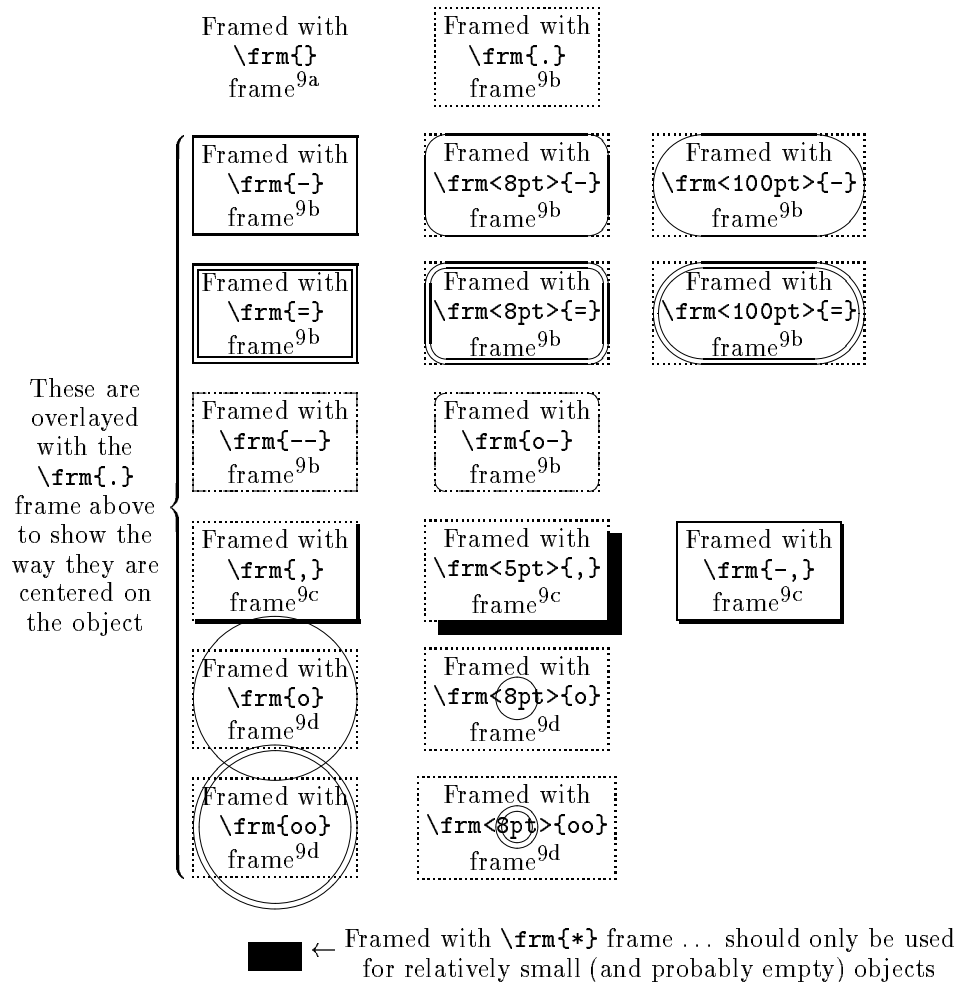 Framed with
\frm{}
frame9a
Framed with
\frm{.}
frame9b
These are
overlayed
with the
\frm{.}
frame above
to show the
way they are
centered on
the object
Framed with
\frm{-}
frame9b
Framed with
\frm<8pt>{-}
frame9b
Framed with
\frm<100pt>{-}
frame9b
Framed with
\frm{=}
frame9b
Framed with
\frm<8pt>{=}
frame9b
Framed with
\frm<100pt>{=}
frame9b
Framed with
\frm{--}
frame9b
Framed with
\frm{o-}
frame9b
Framed with
\frm{,}
frame9c
Framed with
\frm<5pt>{,}
frame9c
Framed with
\frm{-,}
frame9c
Framed with
\frm{o}
frame9d
Framed with
\frm<8pt>{o}
frame9d
Framed with
\frm{oo}
frame9d
Framed with
\frm<8pt>{oo}
frame9d
← Framed with \frm{*} frame ... should only be used
for relatively small (and probably empty) objects